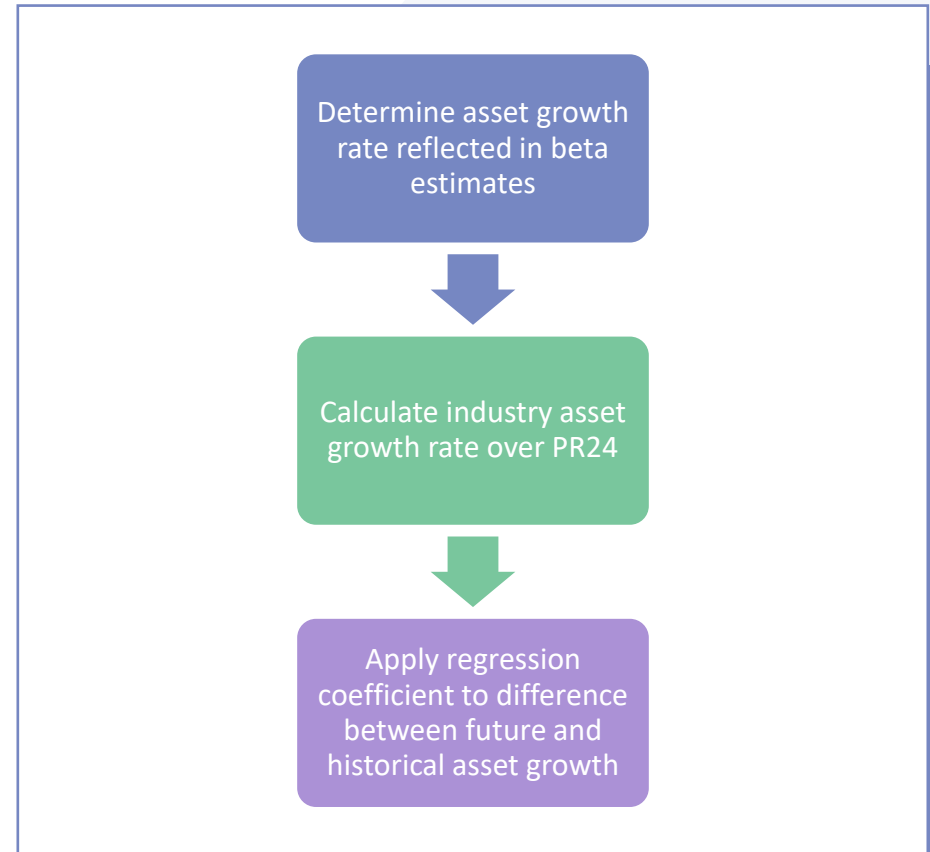 Determine asset growth
rate reflected in beta
estimates
Calculate industry asset
growth rate over PR24
Apply regression
coefficient to difference
between future and
historical asset growth